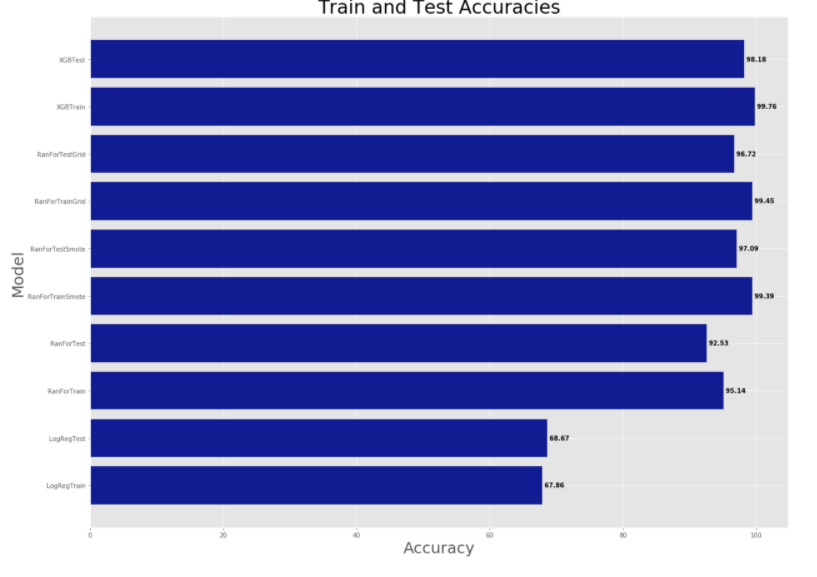 Train and Test Accuracies
XGBTest
98.18
XGBTrain
99.76
RanForTestGrid
96.72
RanForTrainGrid
99.45
RanForTestSmote
97.09
RanForTrainSmote
99.39
RanForTest
92.53
RanForTrain
95.14
LogRegTest
68.67
LogRegTrain
67.86
Model
0 20 40 60 80 100
Accuracy